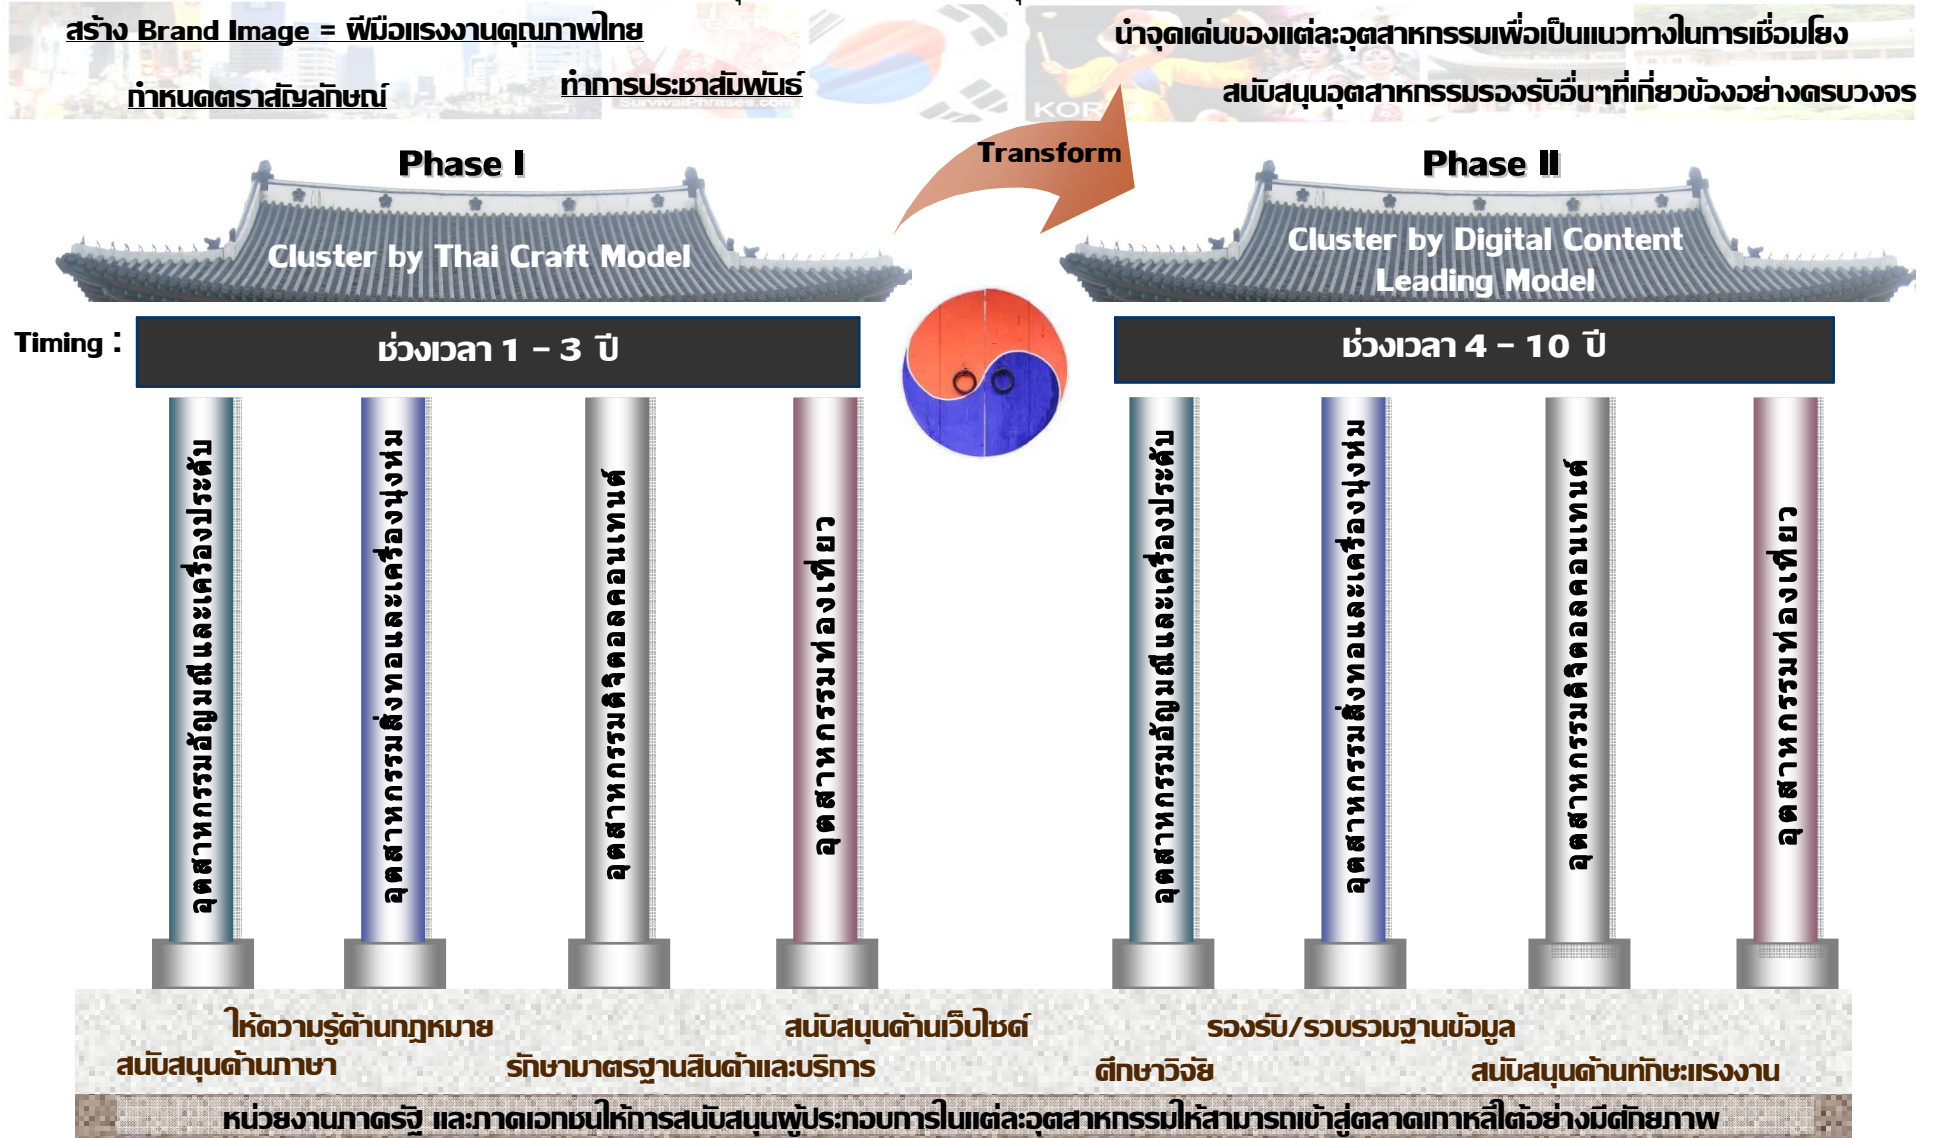 สร้าง Brand Image = ฝีมือแรงงานคุณภาพไทย
นำจุดเด่นของแต่ละอุตสาหกรรมเพื่อเป็นแนวทางในการเชื่อมโยง
กำหนดตราสัญลักษณ์
ทำการประชาสัมพันธ์
สนับสนุนอุตสาหกรรมรองรับอื่นๆที่เกี่ยวข้องอย่างครบวงจร
SurvivalPhrases.com
KOR
Phase I
Transform
Phase II
Cluster by Thai Craft Model
Cluster by Digital Content
Leading Model
Timing :
ช่วงเวลา 1 – 3 ปี
ช่วงเวลา 4 – 10 ปี
อุตสาหกรรมอัญมณีและเครื่องประดับ
อุตสาหกรรมสิ่งทอและเครื่องนุ่งห่ม
อุตสาหกรรมดิจิตอลคอนเทนต์
อุตสาหกรรมท่องเที่ยว
อุตสาหกรรมอัญมณีและเครื่องประดับ
อุตสาหกรรมสิ่งทอและเครื่องนุ่งห่ม
อุตสาหกรรมดิจิตอลคอนเทนต์
อุตสาหกรรมท่องเที่ยว
ให้ความรู้ด้านกฎหมาย
สนับสนุนด้านเว็บไซด์
รองรับ/รวบรวมฐานข้อมูล
สนับสนุนด้านภาษา
รักษามาตรฐานสินค้าและบริการ
ศึกษาวิจัย
สนับสนุนด้านทักษะแรงงาน
หน่วยงานภาครัฐ และภาคเอกชนให้การสนับสนุนผู้ประกอบการในแต่ละอุตสาหกรรมให้สามารถเข้าสู่ตลาดเกาหลีใต้อย่างมีศักยภาพ